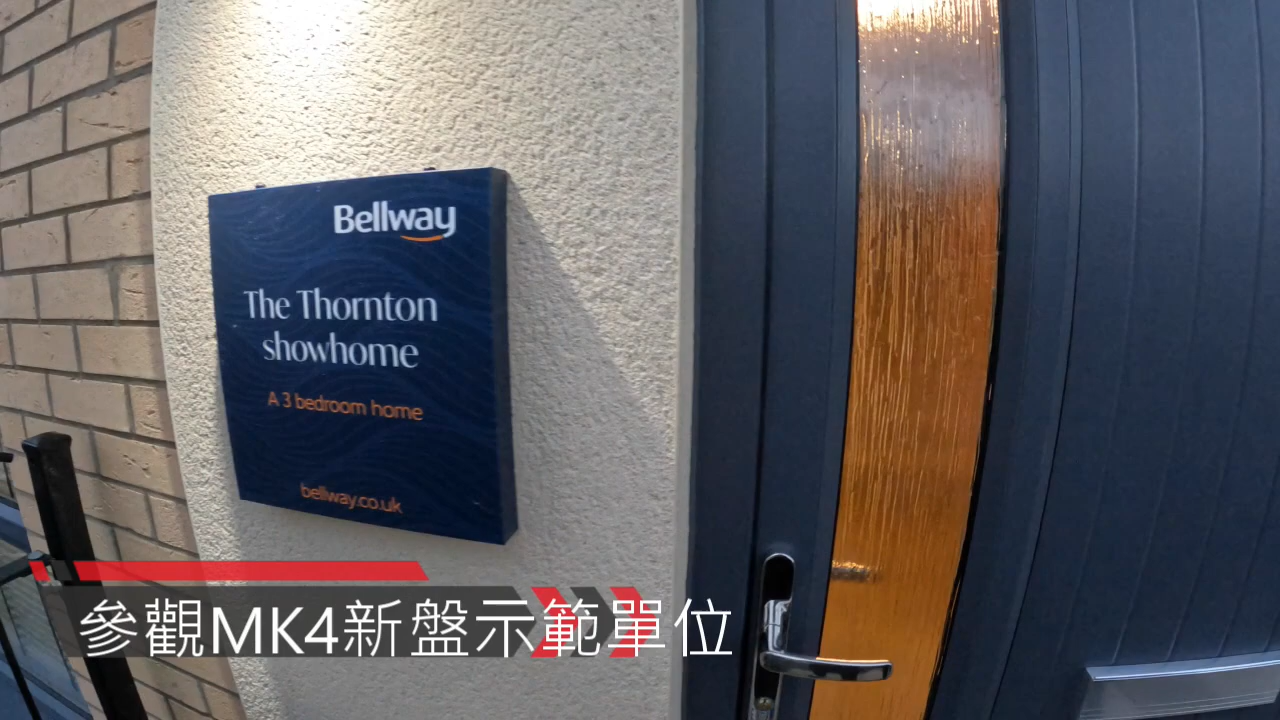 Bellway
The Thornton
showhome
A 3 bedroom home
bellway.co.uk
參觀MK4新盤示範單位